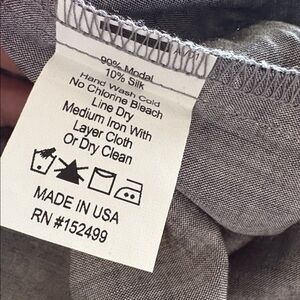 90% Modal
10% Silk
Hand Wash Cold
No Chlorine Bleach
Line Dry
Medium Iron With
Layer Cloth
Or Dry Clean
MADE IN USA
RN #152499